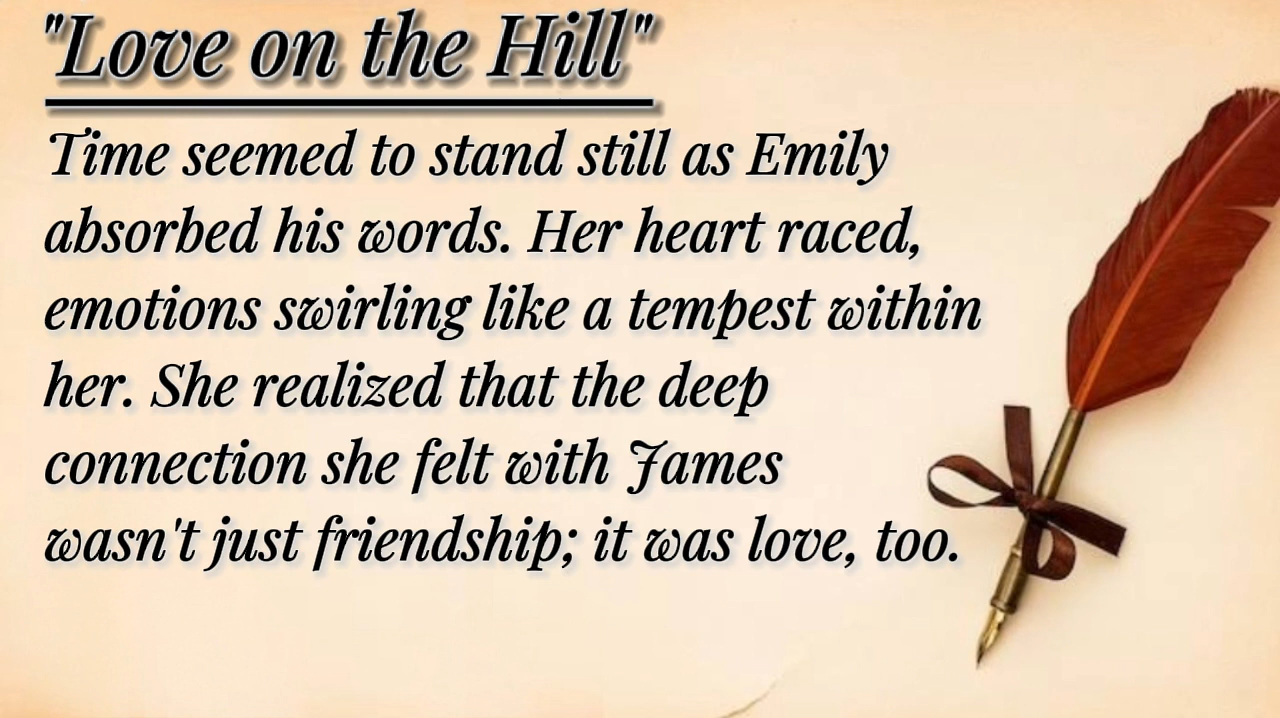 "Love on the Hill"
Time seemed to stand still as Emily
absorbed his words. Her heart raced,
emotions swirling like a tempest within
her. She realized that the deep
connection she felt with James
wasn't just friendship; it was love, too.